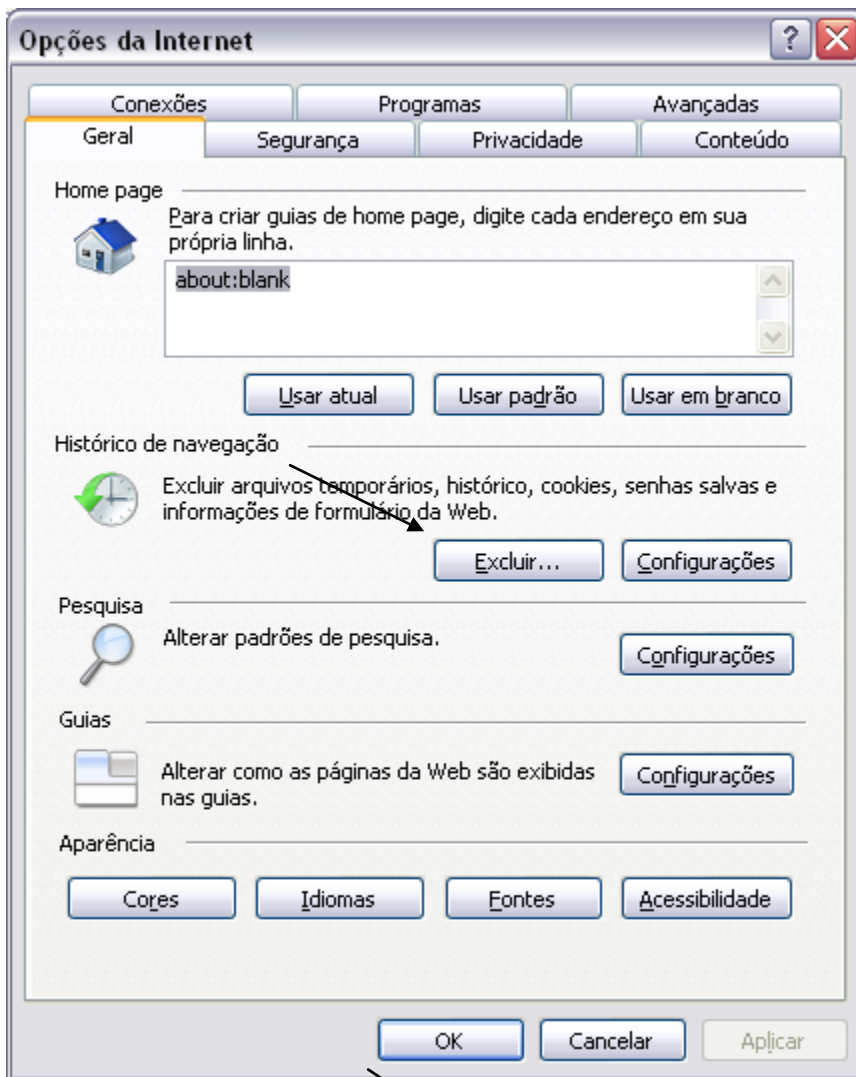 Opções da Internet
?
X
Conexões
Programas
Avançadas
Geral
Segurança
Privacidade
Conteúdo
Home page
Para criar guias de home page, digite cada endereço em sua
própria linha.
about:blank
Usar atual
Usar padrão
Usar em branco
Histórico de navegação
Excluir arquivos temporários, histórico, cookies, senhas salvas e
informações de formulário da Web.
Excluir...
Configurações
Pesquisa
Alterar padrões de pesquisa.
Configurações
Guias
Alterar como as páginas da Web são exibidas
nas guias.
Configurações
Aparência
Cores
Idiomas
Fontes
Acessibilidade
OK
Cancelar
Aplicar